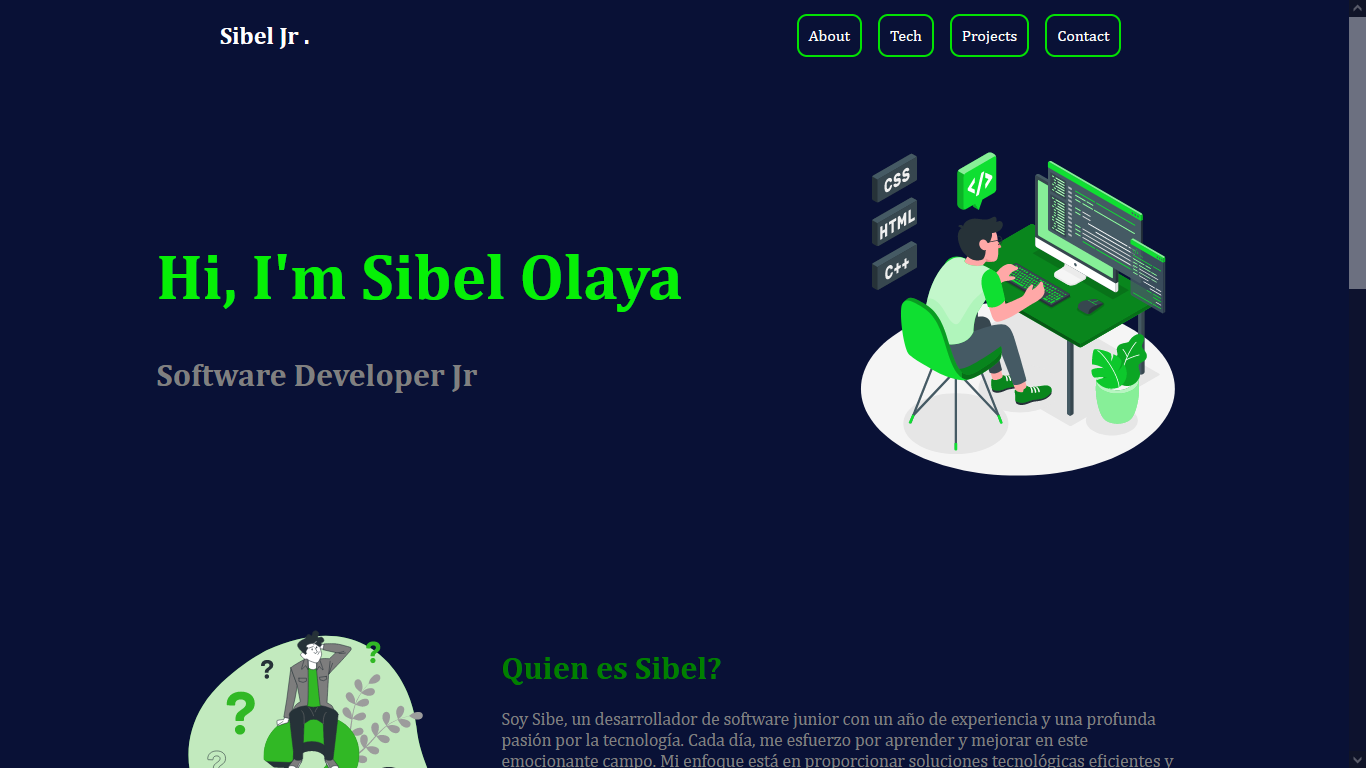 Sibel Jr .
About
Tech
Projects
Contact
CSS
HTML
C++
</>
Hi, I'm Sibel Olaya
Software Developer Jr
?
?
?
?
Quien es Sibel?
Soy Sibe, un desarrollador de software junior con un año de experiencia y una profunda
pasión por la tecnología. Cada día, me esfuerzo por aprender y mejorar en este
emocionante campo. Mi enfoque está en proporcionar soluciones tecnológicas eficientes y